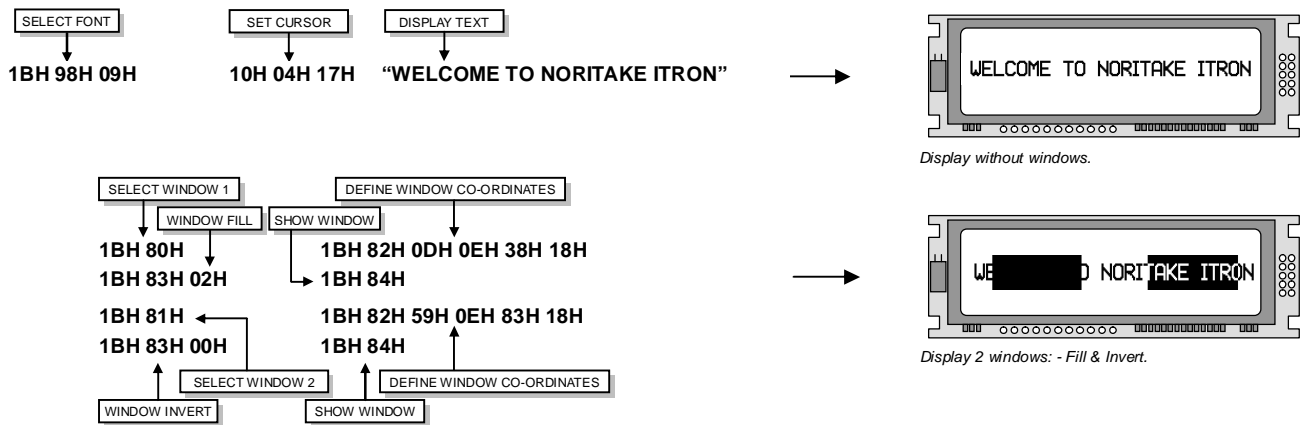 SELECT FONT
SET CURSOR
DISPLAY TEXT
1BH 98H 09H
10H 04H 17H
“WELCOME TO NORITAKE ITRON”
WELCOME TO NORITAKE ITRON
Display without windows.
SELECT WINDOW 1
DEFINE WINDOW CO-ORDINATES
WINDOW FILL
SHOW WINDOW
1BH 80H
1BH 82H 0DH 0EH 38H 18H
1BH 83H 02H
1BH 84H
1BH 81H
1BH 82H 59H 0EH 83H 18H
1BH 83H 00H
1BH 84H
SELECT WINDOW 2
DEFINE WINDOW CO-ORDINATES
WINDOW INVERT
SHOW WINDOW
WE D NORITAKE ITRON
Display 2 windows: - Fill & Invert.